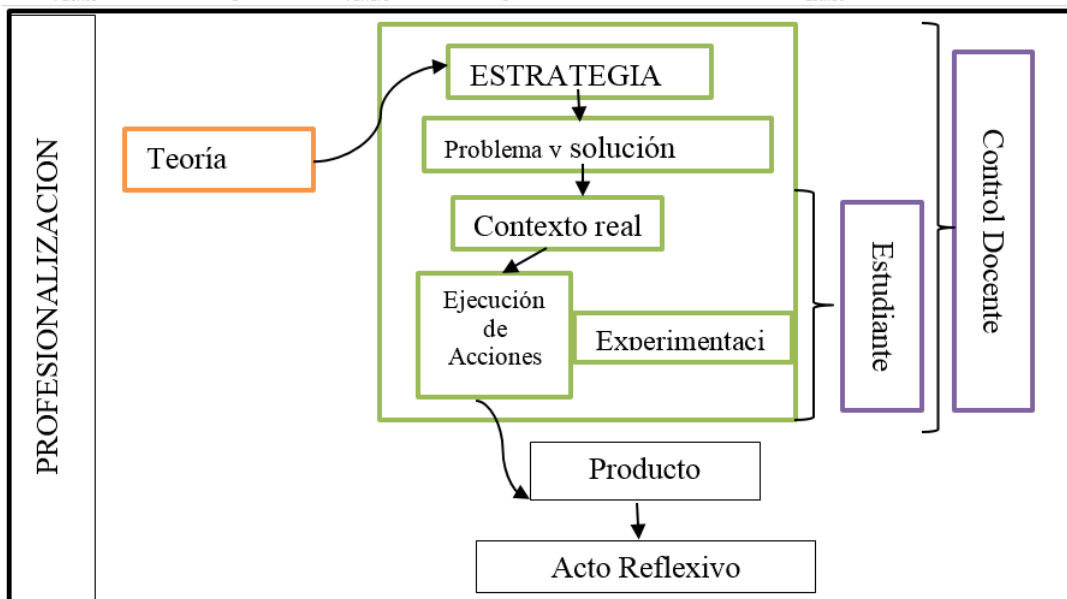 PROFESIONALIZACION
ESTRATEGIA
Teoría
Problema y solución
Contexto real
Ejecución
de
Acciones
Experimentaci
Estudiante
Control Docente
Producto
Acto Reflexivo